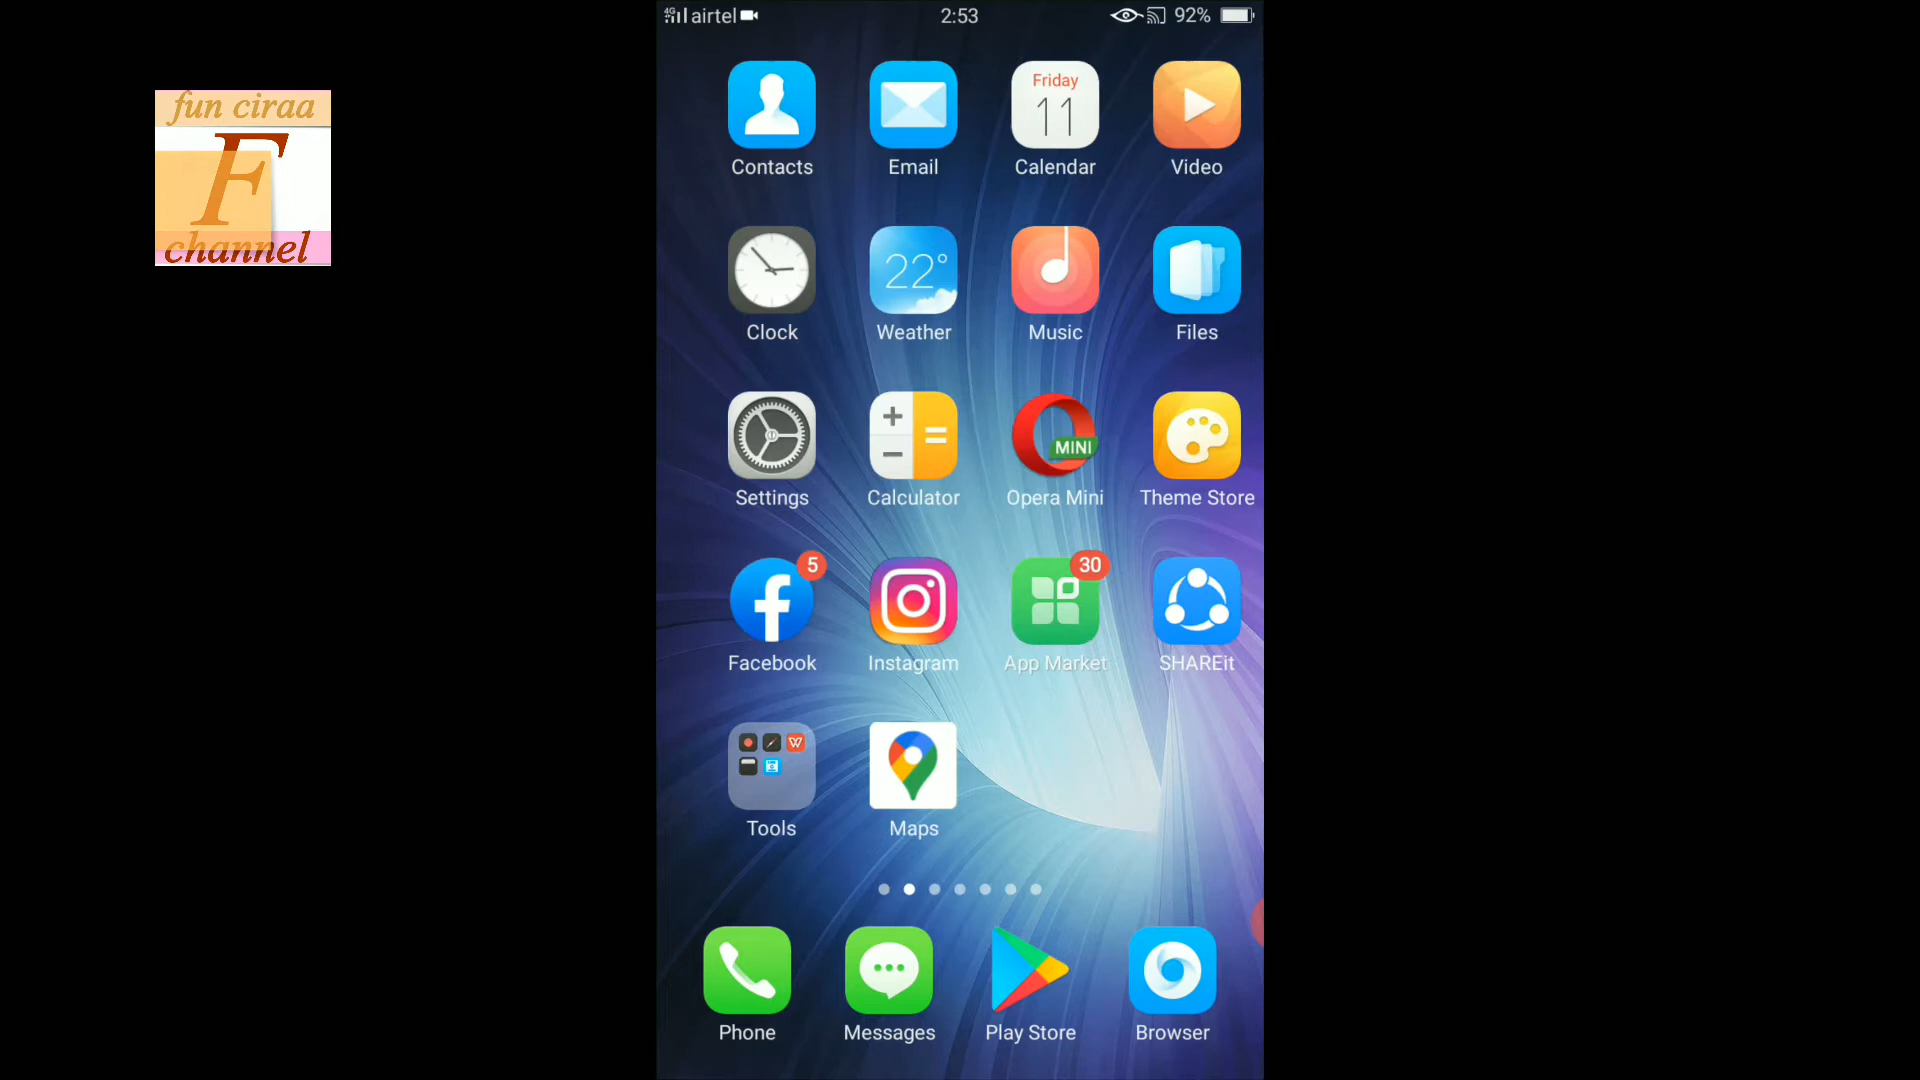 4G airtel 2:53 92%
fun ciraa
F
channel
Friday
11
Contacts Email Calendar Video
22°
Clock Weather Music Files
MINI
Settings Calculator Opera Mini Theme Store
5 30
Facebook Instagram App Market SHAREit
W
Tools Maps
Phone Messages Play Store Browser